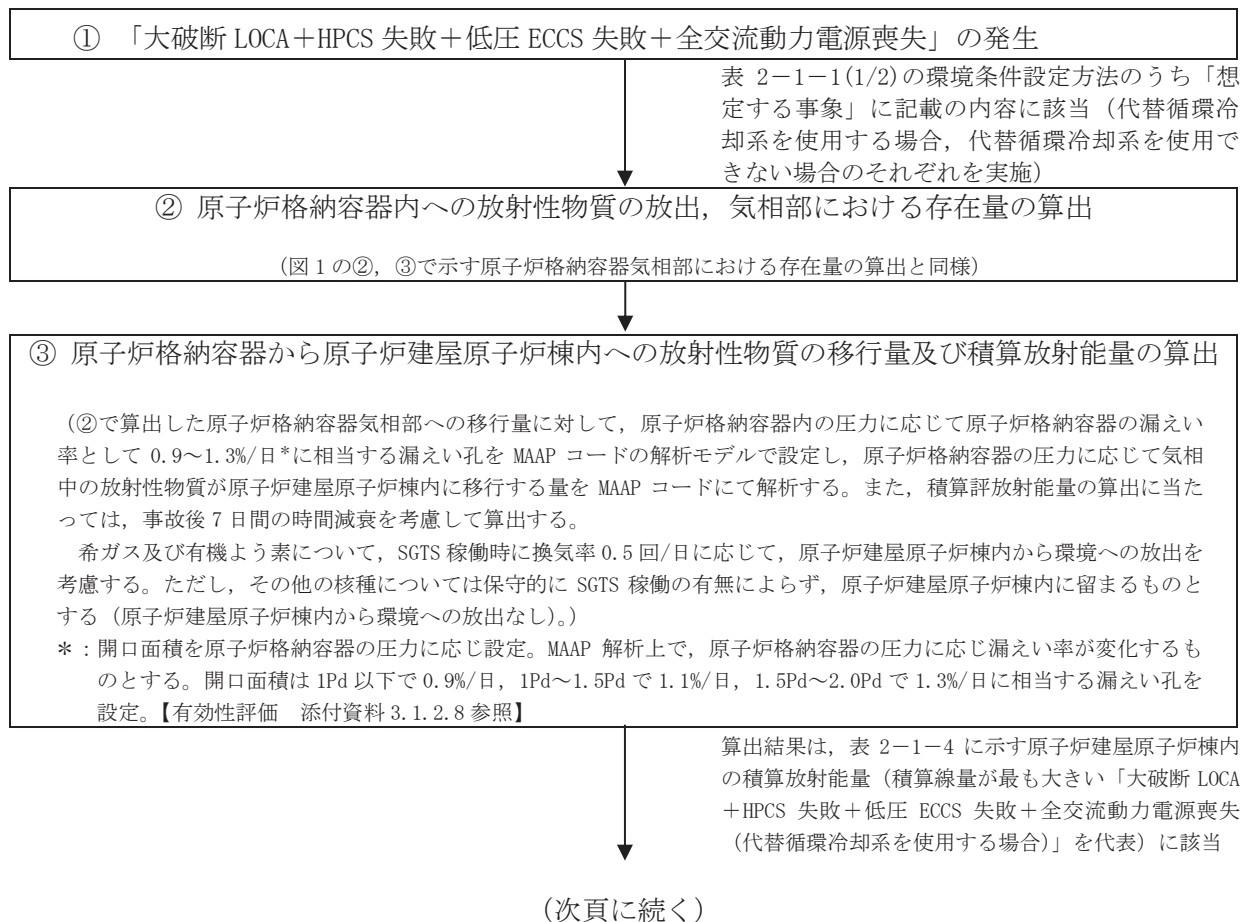 ① 「大破断 LOCA＋HPCS 失敗＋低圧 ECCS 失敗＋全交流動力電源喪失」の発生
表 2－1－1(1/2)の環境条件設定方法のうち「想
定する事象」に記載の内容に該当（代替循環冷
却系を使用する場合，代替循環冷却系を使用で
きない場合のそれぞれを実施）
② 原子炉格納容器内への放射性物質の放出，気相部における存在量の算出
（図 1 の②，③で示す原子炉格納容器気相部における存在量の算出と同様）
③ 原子炉格納容器から原子炉建屋原子炉棟内への放射性物質の移行量及び積算放射能量の算出
（②で算出した原子炉格納容器気相部への移行量に対して，原子炉格納容器内の圧力に応じて原子炉格納容器の漏えい
率として 0.9～1.3%/日*に相当する漏えい孔を MAAP コードの解析モデルで設定し，原子炉格納容器の圧力に応じて気相
中の放射性物質が原子炉建屋原子炉棟内に移行する量を MAAP コードにて解析する。また，積算評放射能量の算出に当た
っては，事故後 7 日間の時間減衰を考慮して算出する。
希ガス及び有機よう素について，SGTS 稼働時に換気率 0.5 回/日に応じて，原子炉建屋原子炉棟内から環境への放出を
考慮する。ただし，その他の核種については保守的に SGTS 稼働の有無によらず，原子炉建屋原子炉棟内に留まるものと
する（原子炉建屋原子炉棟内から環境への放出なし）。）
＊：開口面積を原子炉格納容器の圧力に応じ設定。MAAP 解析上で，原子炉格納容器の圧力に応じ漏えい率が変化するも
のとする。開口面積は 1Pd 以下で 0.9%/日，1Pd～1.5Pd で 1.1%/日，1.5Pd～2.0Pd で 1.3%/日に相当する漏えい孔を
設定。【有効性評価 添付資料 3.1.2.8 参照】
算出結果は，表 2－1－4 に示す原子炉建屋原子炉棟内
の積算放射能量（積算線量が最も大きい「大破断 LOCA
＋HPCS 失敗＋低圧 ECCS 失敗＋全交流動力電源喪失
（代替循環冷却系を使用する場合）」を代表）に該当
（次頁に続く）